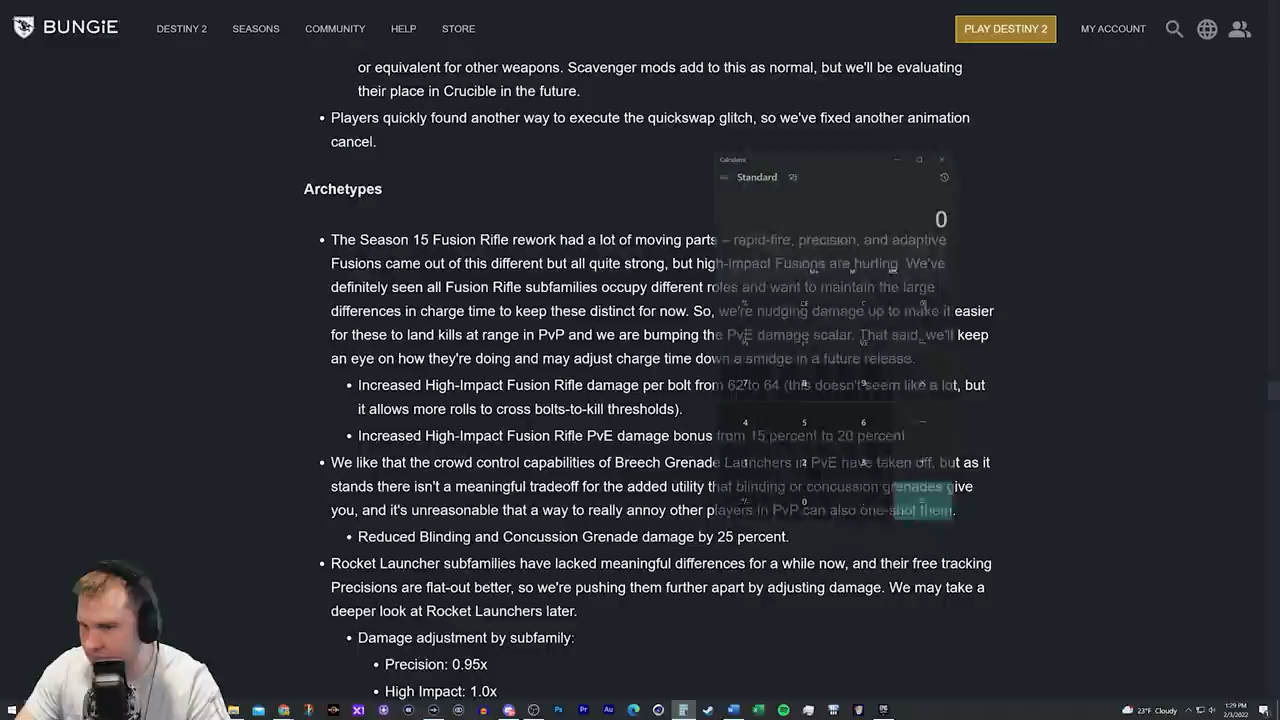 BUNGiE
DESTINY 2
SEASONS
COMMUNITY
HELP
STORE
PLAY DESTINY 2
MY ACCOUNT
or equivalent for other weapons. Scavenger mods add to this as normal, but we'll be evaluating
their place in Crucible in the future.
• Players quickly found another way to execute the quickswap glitch, so we've fixed another animation
cancel.
Calculator
Standard
0
Archetypes
• The Season 15 Fusion Rifle rework had a lot of moving parts – rapid-fire, precision, and adaptive
Fusions came out of this different but all quite strong, but high-impact Fusions are hurting. We've
definitely seen all Fusion Rifle subfamilies occupy different roles and want to maintain the large
differences in charge time to keep these distinct for now. So, we're nudging damage up to make it easier
for these to land kills at range in PvP and we are bumping the PvE damage scalar. That said, we'll keep
an eye on how they're doing and may adjust charge time down a smidge in a future release.
• Increased High-Impact Fusion Rifle damage per bolt from 62 to 64 (this doesn't seem like a lot, but
it allows more rolls to cross bolts-to-kill thresholds).
• Increased High-Impact Fusion Rifle PvE damage bonus from 15 percent to 20 percent
• We like that the crowd control capabilities of Breech Grenade Launchers in PvE have taken off, but as it
stands there isn't a meaningful tradeoff for the added utility that blinding or concussion grenades give
you, and it's unreasonable that a way to really annoy other players in PvP can also one-shot them.
• Reduced Blinding and Concussion Grenade damage by 25 percent.
• Rocket Launcher subfamilies have lacked meaningful differences for a while now, and their free tracking
Precisions are flat-out better, so we're pushing them further apart by adjusting damage. We may take a
deeper look at Rocket Launchers later.
• Damage adjustment by subfamily:
• Precision: 0.95x
• High Impact: 1.0x
7 8 9
4 5 6
1 2 3
0
23°F Cloudy
1:29 PM
2/3/2022